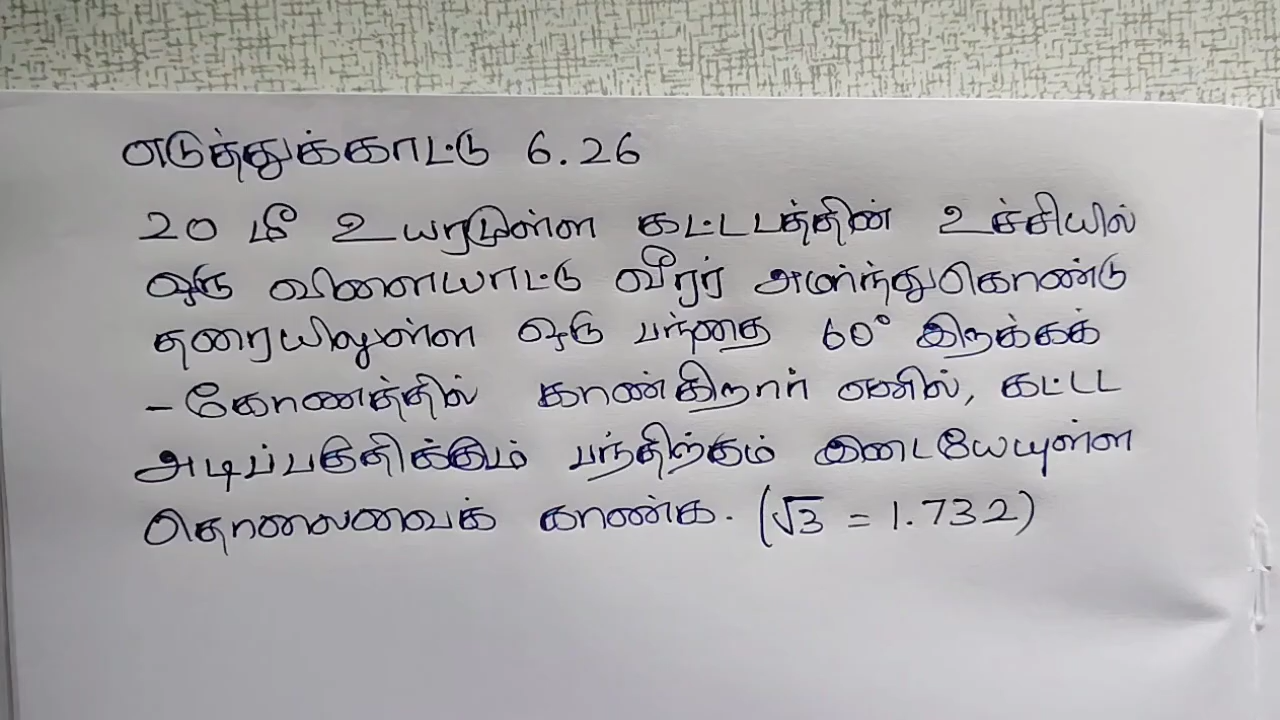 எடுத்துக்காட்டு 6.26
20 மீ உயரமுள்ள கட்டடத்தின் உச்சியில்
ஒரு விளையாட்டு வீரர் அமர்ந்துகொண்டு
தரையிலுள்ள ஒரு பந்தை 60° இறக்கக்
-கோணத்தில் காண்கிறார் எனில், கட்ட
அடிப்பகுதிக்கும் பந்திற்கும் இடையேயுள்ள
தொலைவைக் காண்க. (√3 = 1.732)